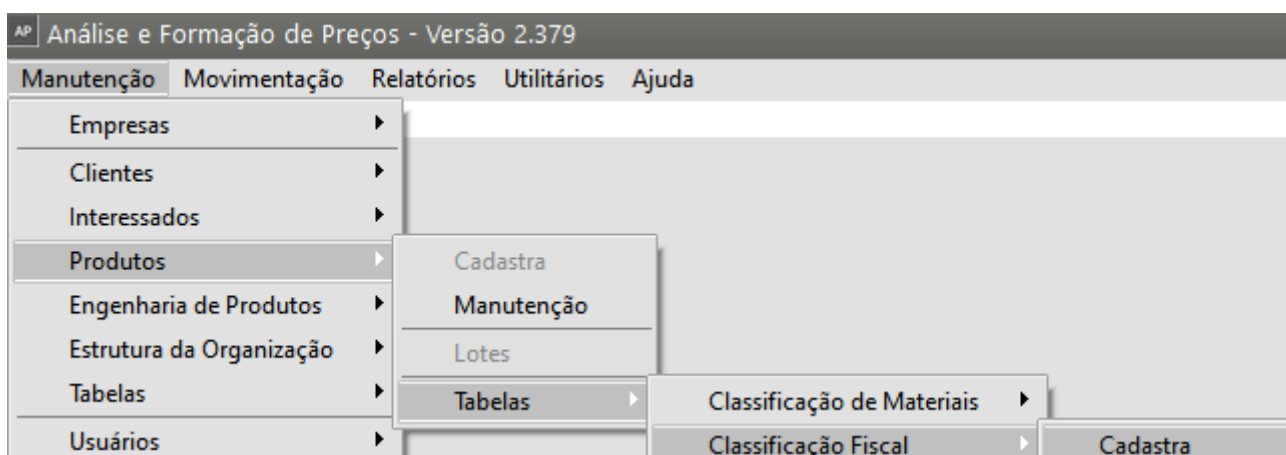 AP Análise e Formação de Preços - Versão 2.379
Manutenção Movimentação Relatórios Utilitários Ajuda
Empresas
Clientes
Interessados
Produtos Cadastra
Engenharia de Produtos Manutenção
Estrutura da Organização Lotes
Tabelas Tabelas Classificação de Materiais
Usuários Classificação Fiscal Cadastra